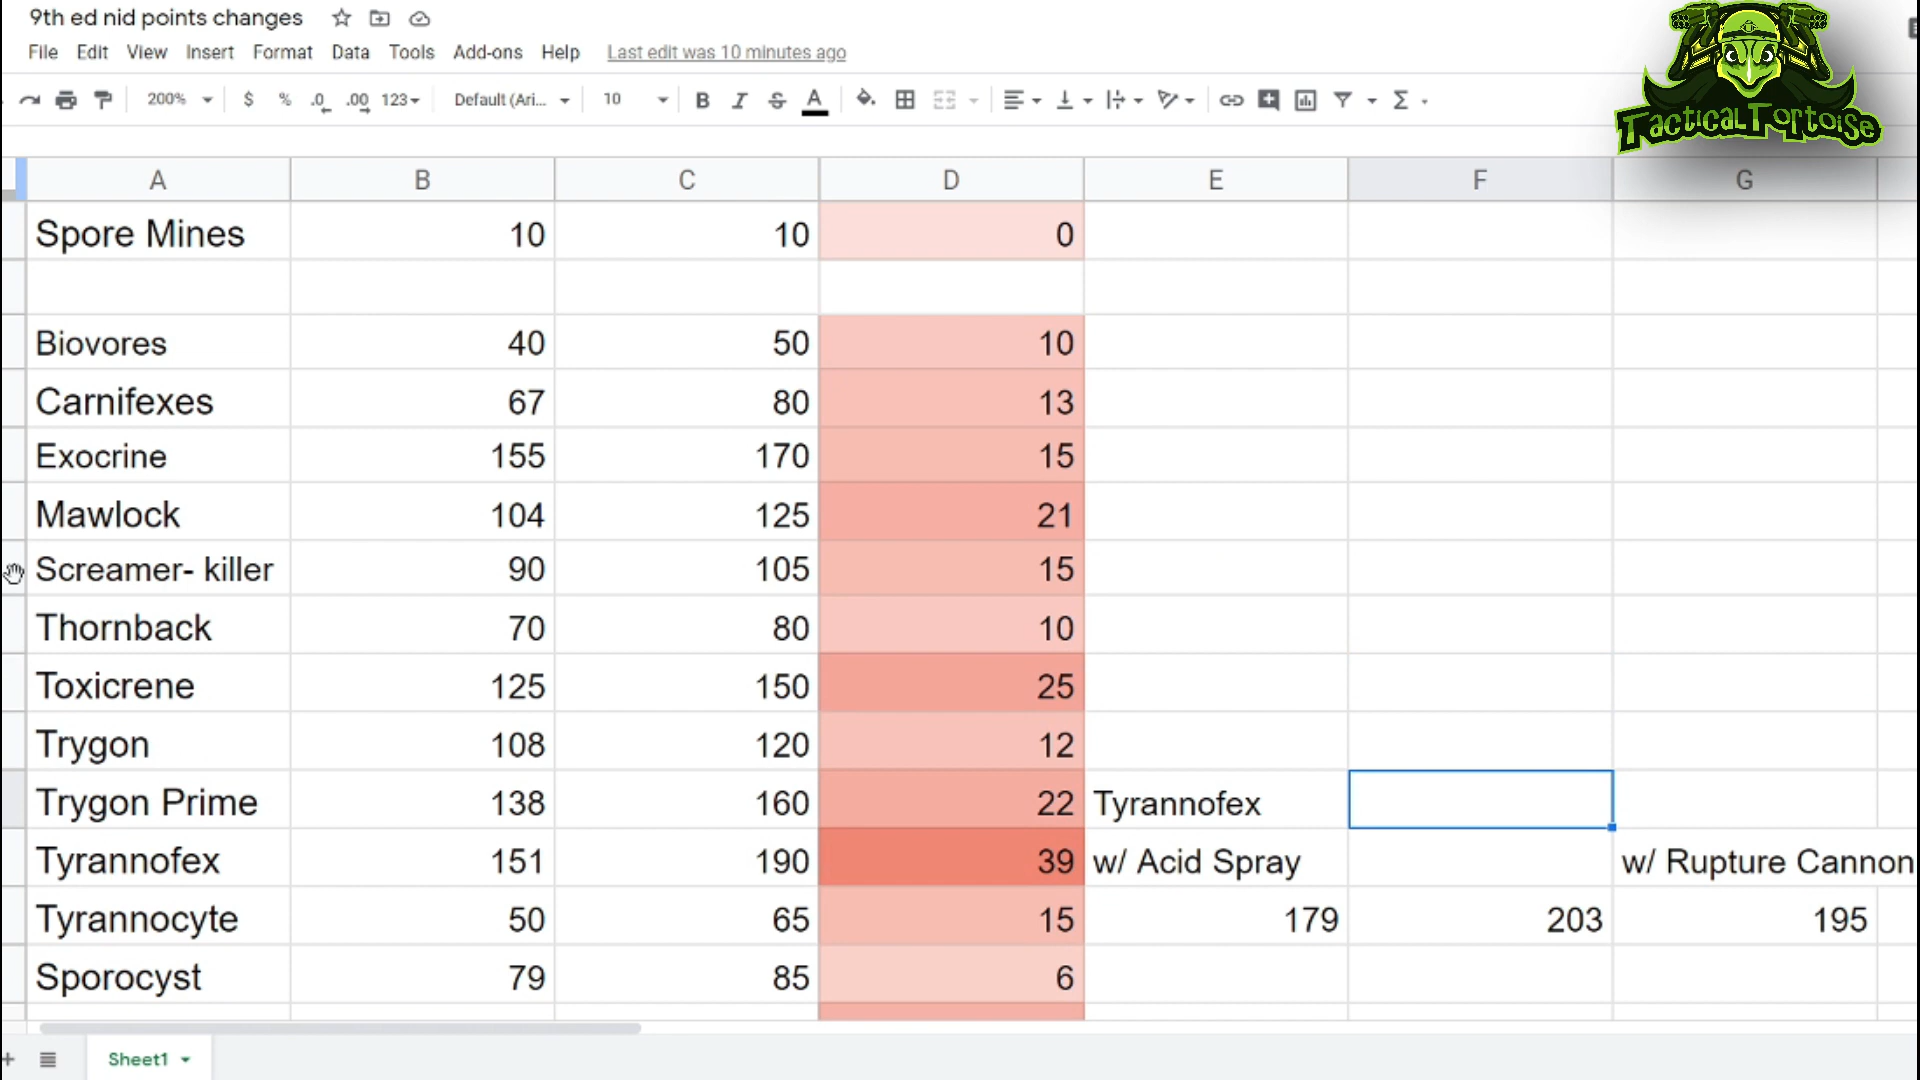 9th ed nid points changes
File Edit View Insert Format Data Tools Add-ons Help Last edit was 10 minutes ago
200% $ % .0 .00 123 Default (Ari... 10 B I S A Σ
TacticalTortoise
A B C D E F G
Spore Mines 10 10 0
Biovores 40 50 10
Carnifexes 67 80 13
Exocrine 155 170 15
Mawlock 104 125 21
Screamer- killer 90 105 15
Thornback 70 80 10
Toxicrene 125 150 25
Trygon 108 120 12
Trygon Prime 138 160 22 Tyrannofex
Tyrannofex 151 190 39 w/ Acid Spray w/ Rupture Cannon
Tyrannocyte 50 65 15 179 203 195
Sporocyst 79 85 6
Sheet1